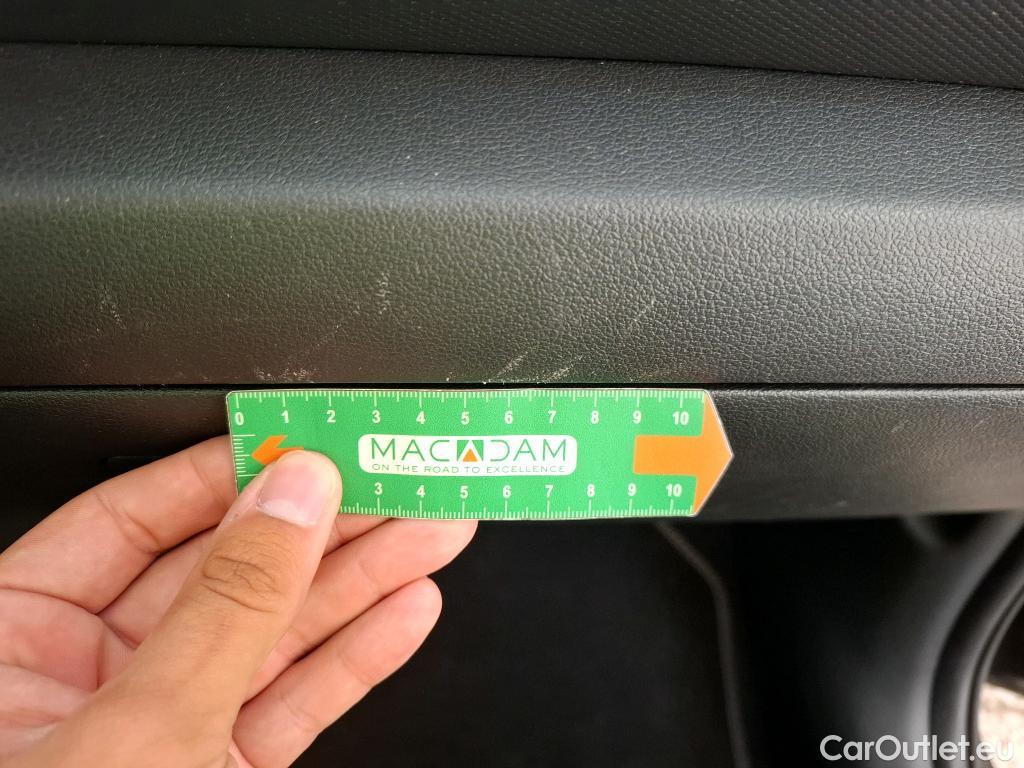 0 1 2 3 4 5 6 7 8 9 10
MACADAM
ON THE ROAD TO EXCELLENCE
3 4 5 6 7 8 9 10
CarOutlet.eu